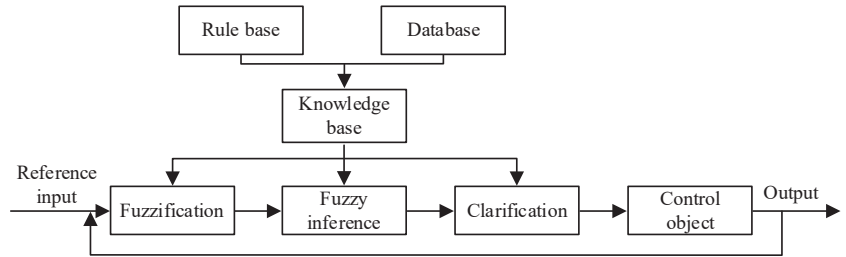 Rule base
Database
Knowledge
base
Reference
input
Fuzzification
Fuzzy
inference
Clarification
Control
object
Output